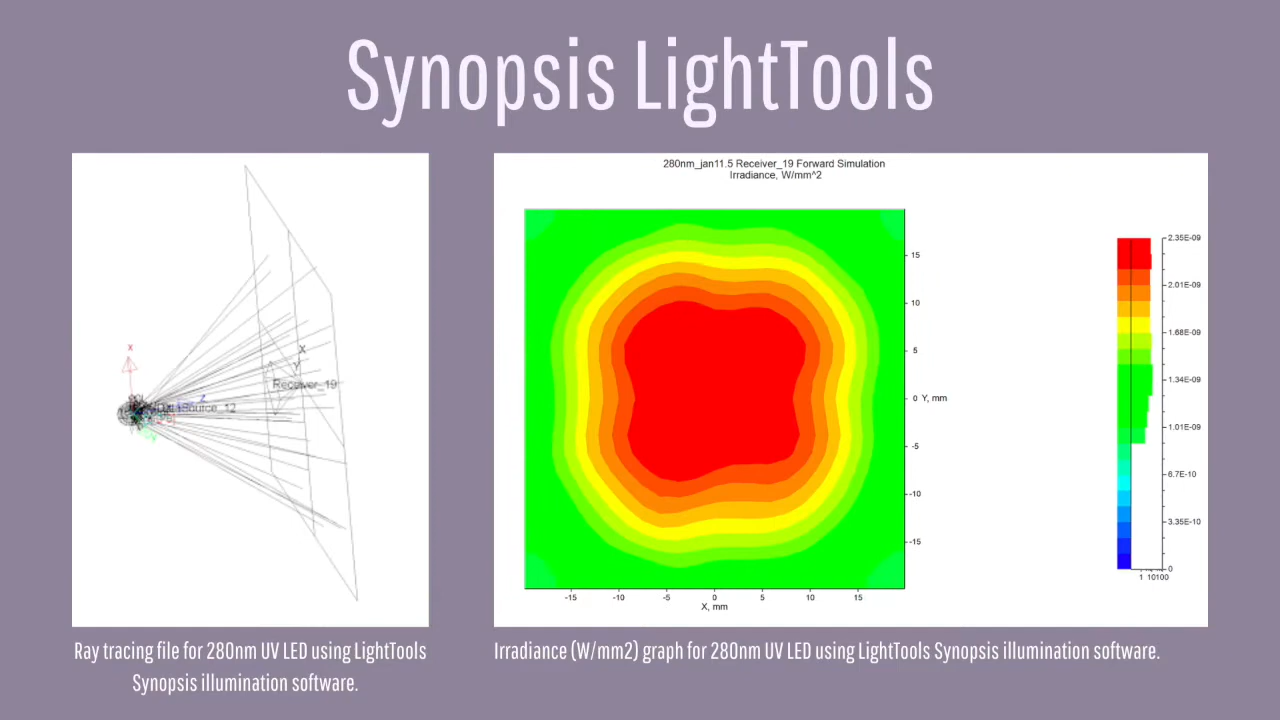 Synopsis LightTools
X
Z
X
Y
Receiver_19
280nm_jan11.5 Receiver_19 Forward Simulation
Irradiance, W/mm^2
15
10
5
0 Y, mm
-5
-10
-15
-15 -10 -5 0 5 10 15
X, mm
2.35E-09
2.01E-09
1.68E-09
1.34E-09
1.01E-09
6.7E-10
3.35E-10
0
1 10100
Ray tracing file for 280nm UV LED using LightTools
Synopsis illumination software.
Irradiance (W/mm2) graph for 280nm UV LED using LightTools Synopsis illumination software.